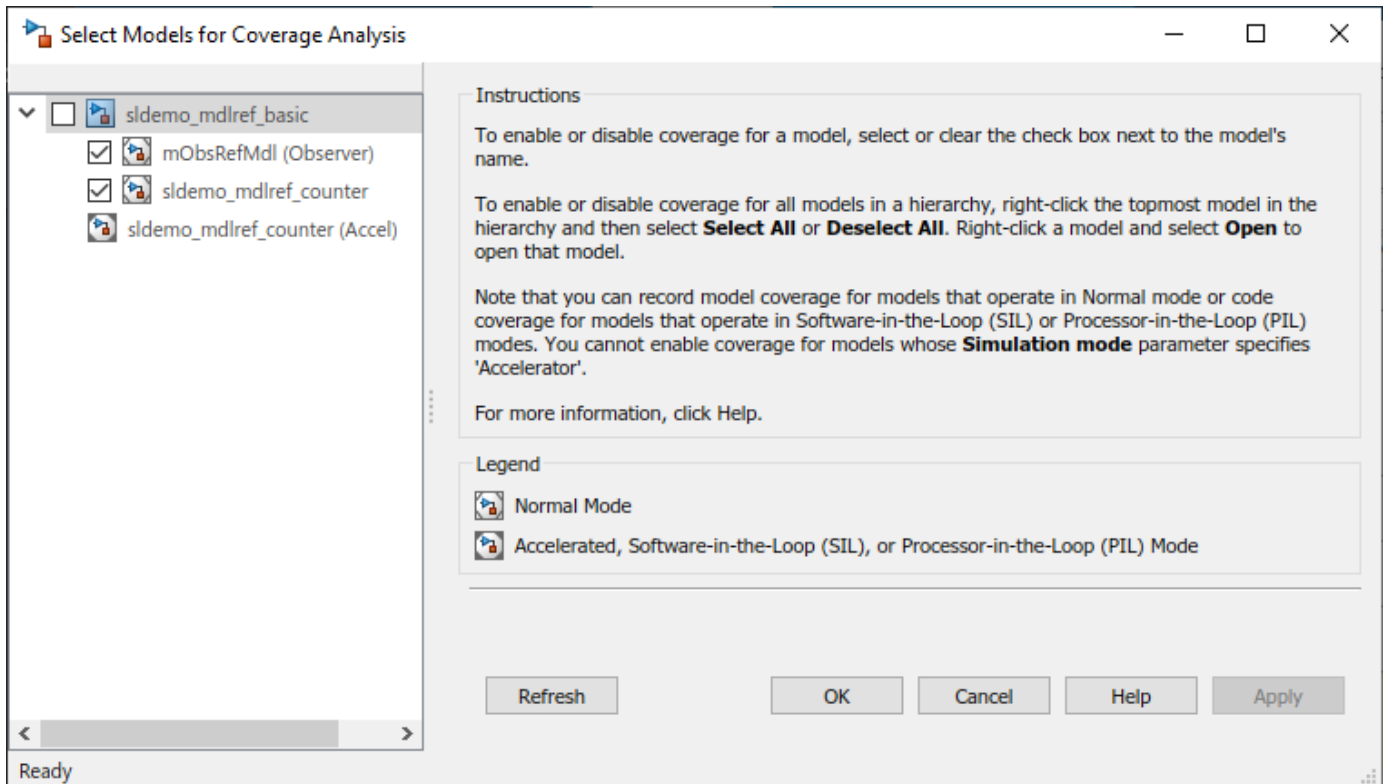 Select Models for Coverage Analysis
sldemo_mdlref_basic
mObsRefMdl (Observer)
sldemo_mdlref_counter
sldemo_mdlref_counter (Accel)
Instructions
To enable or disable coverage for a model, select or clear the check box next to the model's
name.
To enable or disable coverage for all models in a hierarchy, right-click the topmost model in the
hierarchy and then select Select All or Deselect All. Right-click a model and select Open to
open that model.
Note that you can record model coverage for models that operate in Normal mode or code
coverage for models that operate in Software-in-the-Loop (SIL) or Processor-in-the-Loop (PIL)
modes. You cannot enable coverage for models whose Simulation mode parameter specifies
'Accelerator'.
For more information, click Help.
Legend
Normal Mode
Accelerated, Software-in-the-Loop (SIL), or Processor-in-the-Loop (PIL) Mode
Refresh
OK
Cancel
Help
Apply
Ready